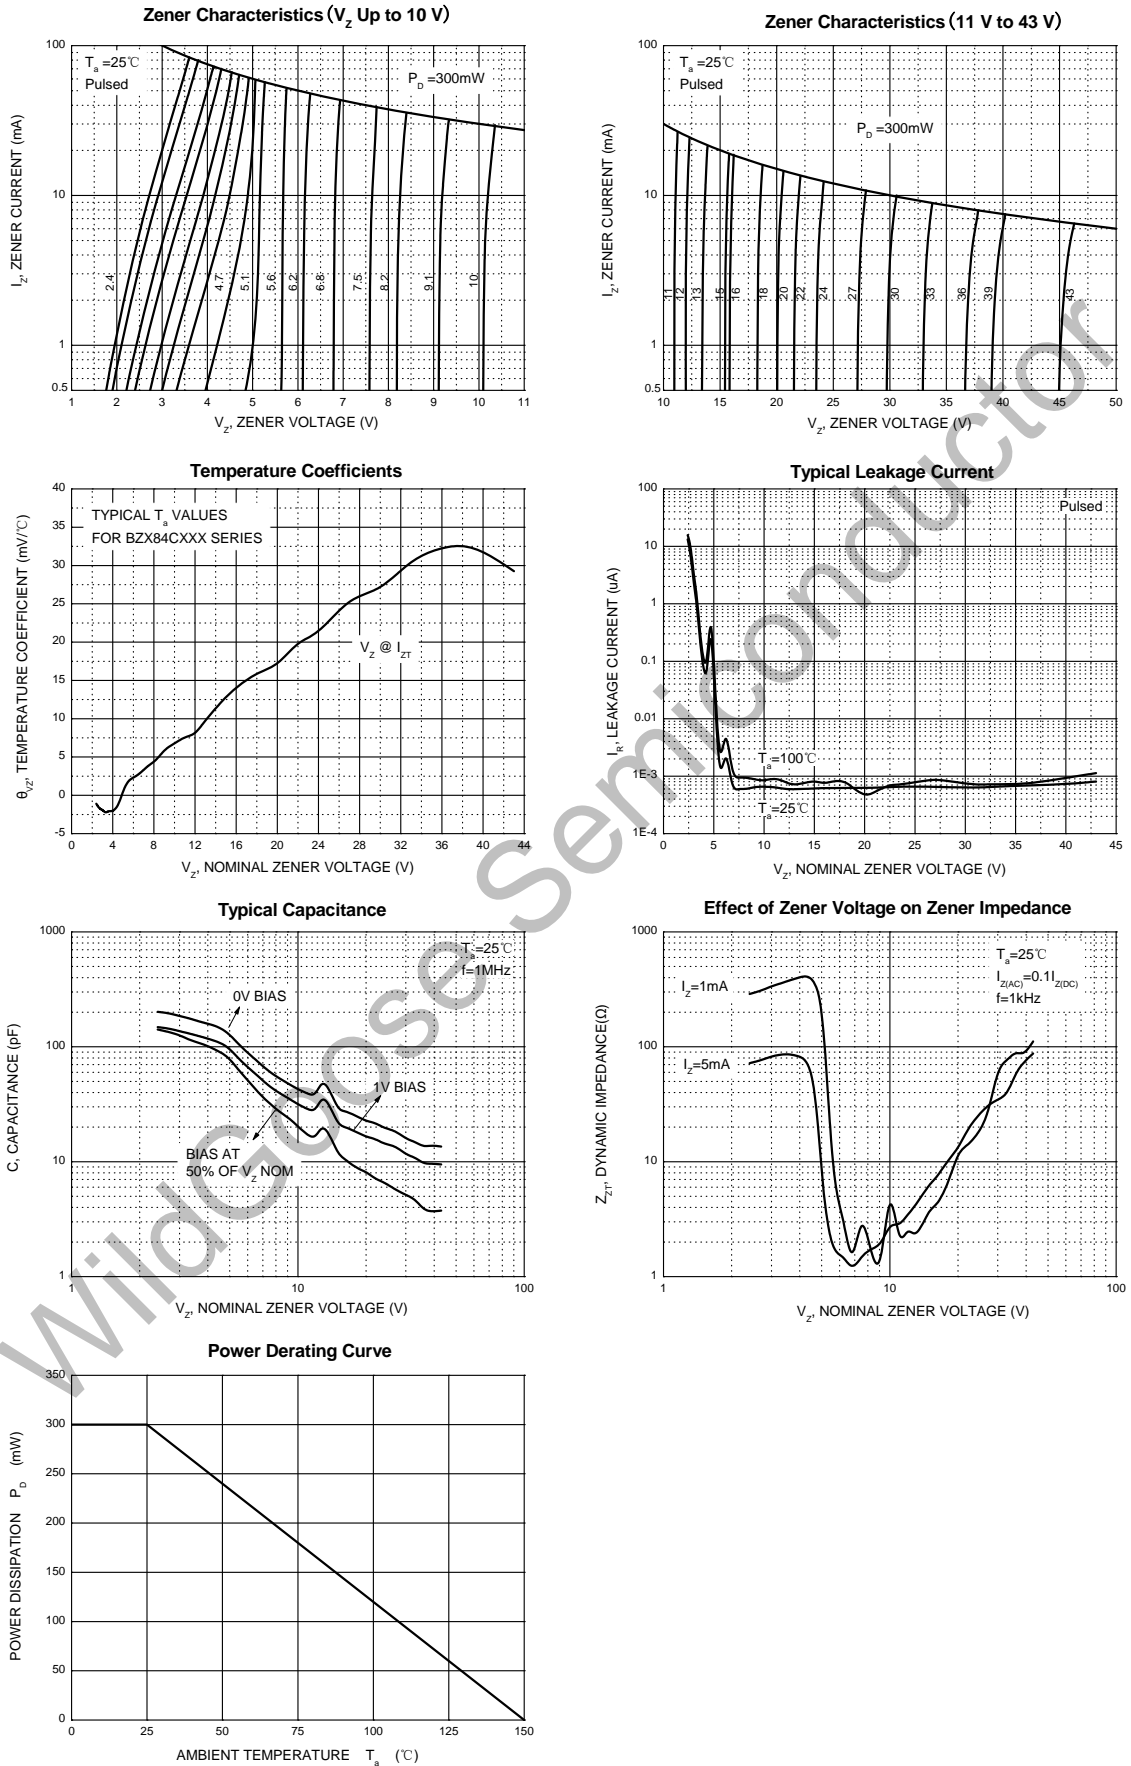 Zener Characteristics (VZ Up to 10 V)
Ta =25℃
Pulsed
PD =300mW
100
10
1
0.5
IZ, ZENER CURRENT (mA)
2.4
4.7
5.1
5.6
6.2
6.8
7.5
8.2
9.1
10
1 2 3 4 5 6 7 8 9 10 11
VZ, ZENER VOLTAGE (V)
Zener Characteristics (11 V to 43 V)
Ta =25℃
Pulsed
PD =300mW
100
10
1
0.5
IZ, ZENER CURRENT (mA)
11
12
13
15
16
18
20
22
24
27
30
33
36
39
43
10 15 20 25 30 35 40 45 50
VZ, ZENER VOLTAGE (V)
Temperature Coefficients
TYPICAL Ta VALUES
FOR BZX84CXXX SERIES
VZ @ IZT
40
35
30
25
20
15
10
5
0
-5
θVZ, TEMPERATURE COEFFICIENT (mV/℃)
0 4 8 12 16 20 24 28 32 36 40 44
VZ, NOMINAL ZENER VOLTAGE (V)
Typical Leakage Current
Pulsed
100
10
1
0.1
0.01
1E-3
1E-4
IR, LEAKAGE CURRENT (uA)
Ta=100℃
Ta=25℃
0 5 10 15 20 25 30 35 40 45
VZ, NOMINAL ZENER VOLTAGE (V)
Typical Capacitance
Ta=25℃
f=1MHz
0V BIAS
1V BIAS
BIAS AT
50% OF VZ NOM
1000
100
10
1
C, CAPACITANCE (pF)
1 10 100
VZ, NOMINAL ZENER VOLTAGE (V)
Effect of Zener Voltage on Zener Impedance
Ta=25℃
IZ(AC)=0.1IZ(DC)
f=1kHz
IZ=1mA
IZ=5mA
1000
100
10
1
ZZT, DYNAMIC IMPEDANCE(Ω)
1 10 100
VZ, NOMINAL ZENER VOLTAGE (V)
Power Derating Curve
350
300
250
200
150
100
50
0
POWER DISSIPATION PD (mW)
0 25 50 75 100 125 150
AMBIENT TEMPERATURE Ta (℃)
WildGoose Semiconductor